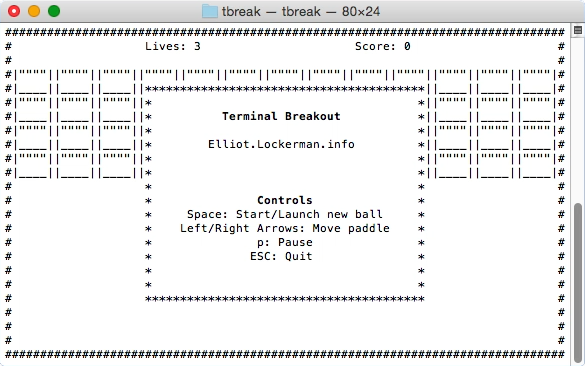 tbreak — tbreak — 80×24
Lives: 3 Score: 0
Terminal Breakout
Elliot.Lockerman.info
Controls
Space: Start/Launch new ball
Left/Right Arrows: Move paddle
p: Pause
ESC: Quit